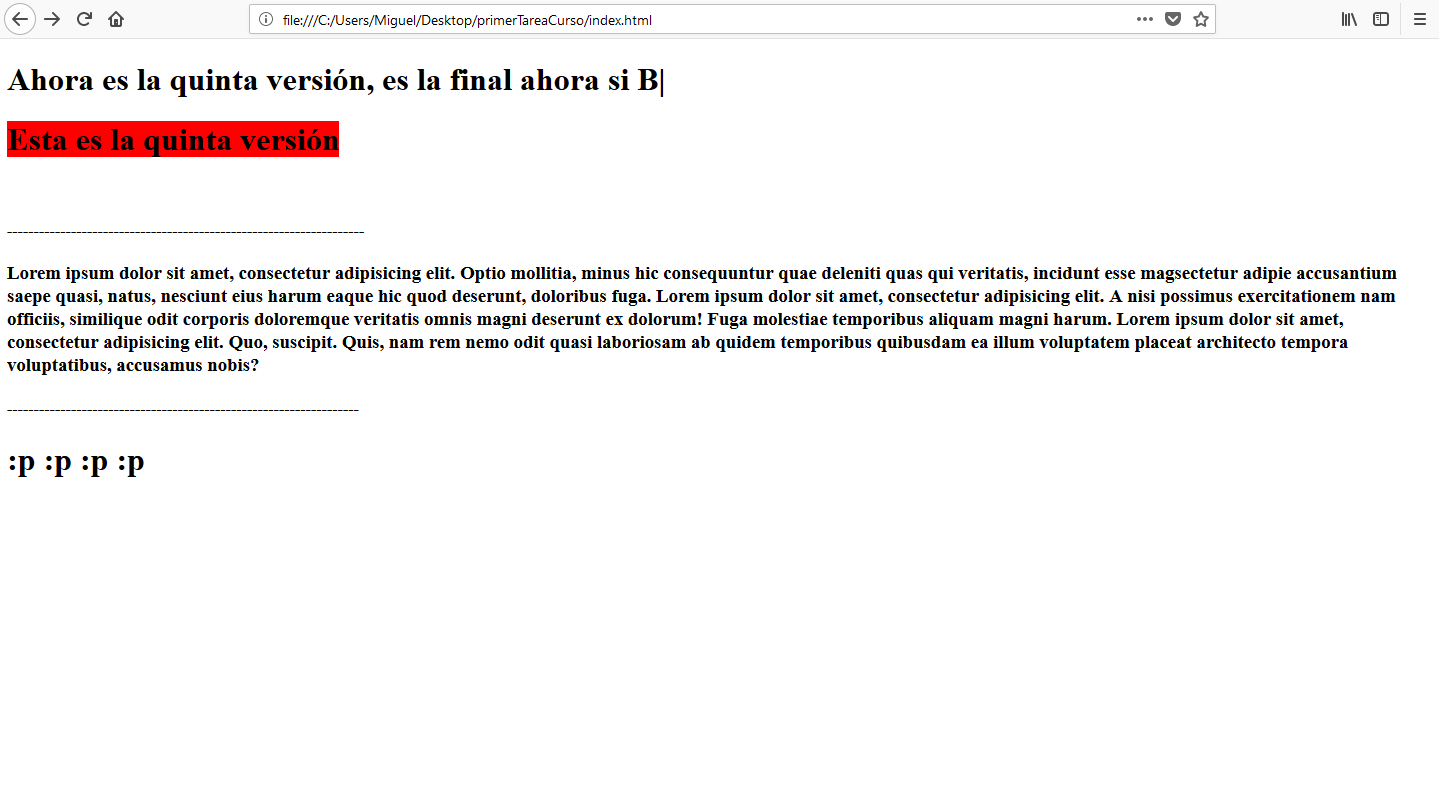 file:///C:/Users/Miguel/Desktop/primerTareaCurso/index.html
Ahora es la quinta versión, es la final ahora si B|
Esta es la quinta versión
-------------------------------------------------------------------
Lorem ipsum dolor sit amet, consectetur adipisicing elit. Optio mollitia, minus hic consequuntur quae deleniti quas qui veritatis, incidunt esse magsectetur adipie accusantium
saepe quasi, natus, nesciunt eius harum eaque hic quod deserunt, doloribus fuga. Lorem ipsum dolor sit amet, consectetur adipisicing elit. A nisi possimus exercitationem nam
officiis, similique odit corporis doloremque veritatis omnis magni deserunt ex dolorum! Fuga molestiae temporibus aliquam magni harum. Lorem ipsum dolor sit amet,
consectetur adipisicing elit. Quo, suscipit. Quis, nam rem nemo odit quasi laboriosam ab quidem temporibus quibusdam ea illum voluptatem placeat architecto tempora
voluptatibus, accusamus nobis?
------------------------------------------------------------------
:p :p :p :p